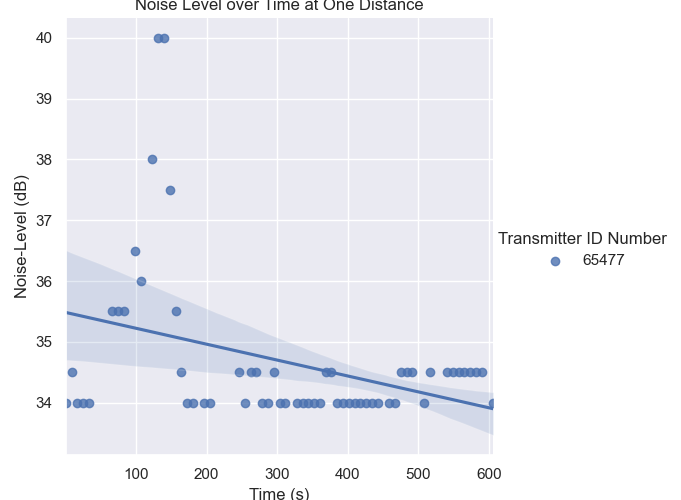 Noise Level over Time at One Distance
40
39
38
37
36
35
34
Noise-Level (dB)
100 200 300 400 500 600
Time (s)
Transmitter ID Number
65477